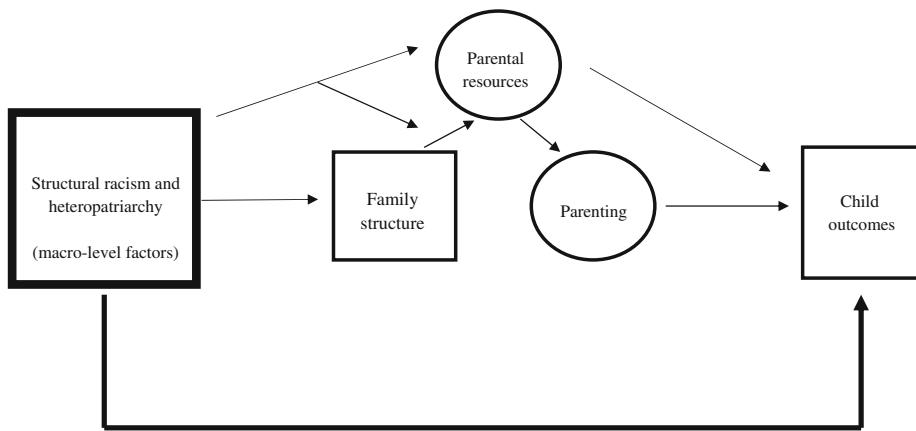 Parental
resources
Structural racism and
heteropatriarchy
(macro-level factors)
Family
structure
Parenting
Child
outcomes